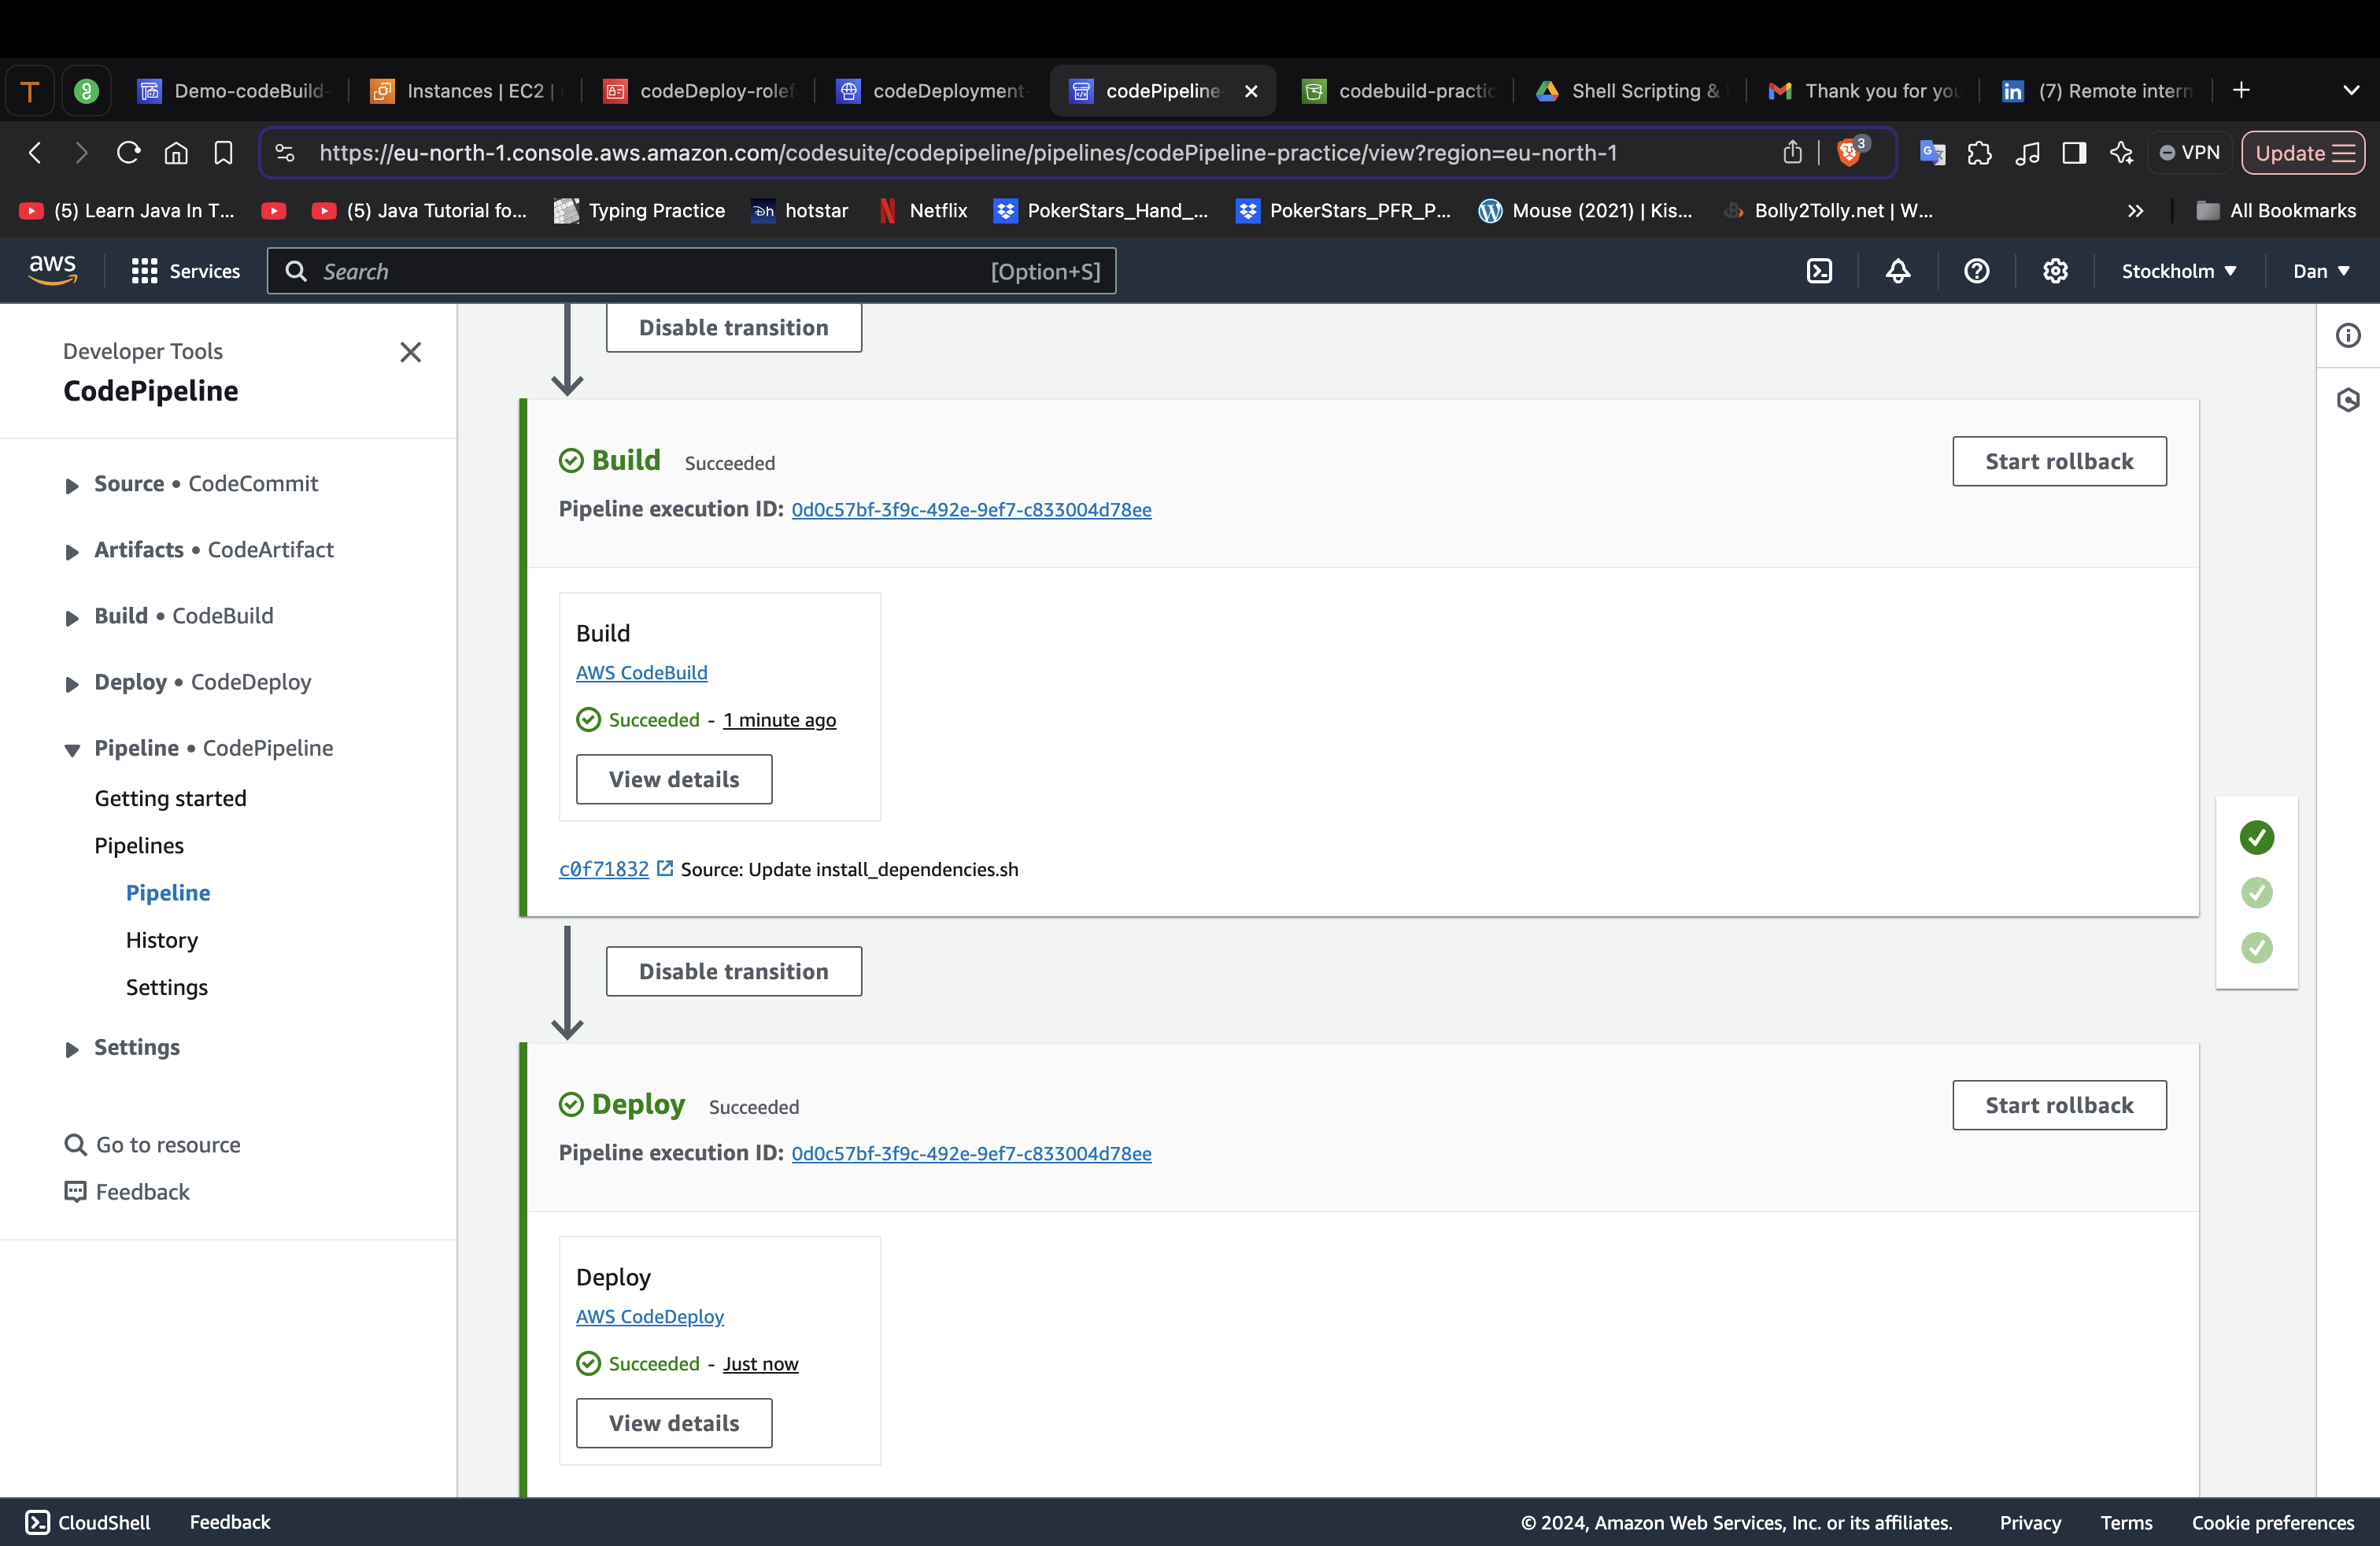 Demo-codeBuild-
Instances | EC2 |
codeDeploy-rolef
codeDeployment-
codePipeline-
codebuild-practic
Shell Scripting &
Thank you for you
(7) Remote intern
https://eu-north-1.console.aws.amazon.com/codesuite/codepipeline/pipelines/codePipeline-practice/view?region=eu-north-1
3
VPN
Update
(5) Learn Java In T...
(5) Java Tutorial fo...
Typing Practice
hotstar
Netflix
PokerStars_Hand_...
PokerStars_PFR_P...
Mouse (2021) | Kis...
Bolly2Tolly.net | W...
All Bookmarks
aws
Services
Search
[Option+S]
Stockholm
Dan
Developer Tools
CodePipeline
Source • CodeCommit
Artifacts • CodeArtifact
Build • CodeBuild
Deploy • CodeDeploy
Pipeline • CodePipeline
Getting started
Pipelines
Pipeline
History
Settings
Settings
Go to resource
Feedback
Disable transition
Build Succeeded
Start rollback
Pipeline execution ID: 0d0c57bf-3f9c-492e-9ef7-c833004d78ee
Build
AWS CodeBuild
Succeeded - 1 minute ago
View details
c0f71832 Source: Update install_dependencies.sh
Disable transition
Deploy Succeeded
Start rollback
Pipeline execution ID: 0d0c57bf-3f9c-492e-9ef7-c833004d78ee
Deploy
AWS CodeDeploy
Succeeded - Just now
View details
CloudShell
Feedback
© 2024, Amazon Web Services, Inc. or its affiliates.
Privacy
Terms
Cookie preferences